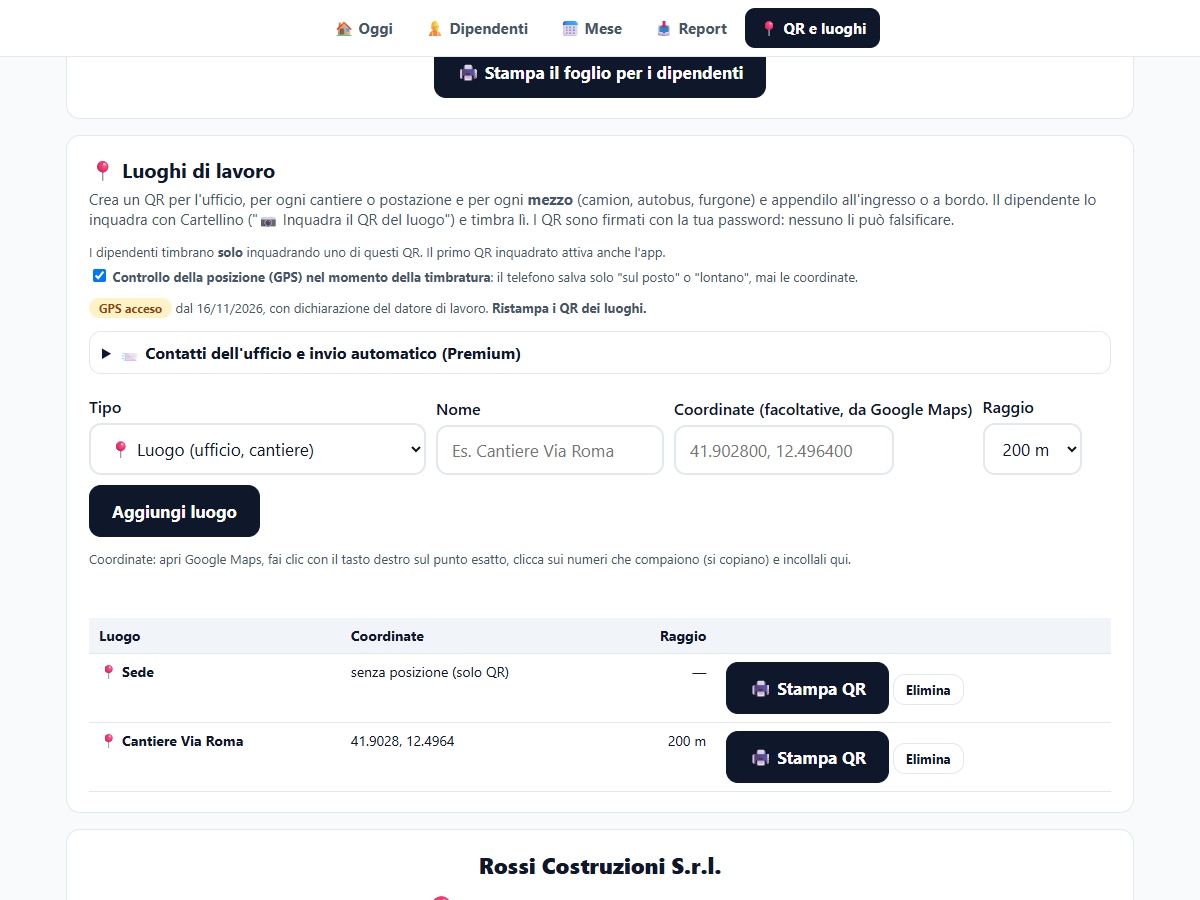 Oggi Dipendenti Mese Report QR e luoghi
Stampa il foglio per i dipendenti
Luoghi di lavoro
Crea un QR per l'ufficio, per ogni cantiere o postazione e per ogni mezzo (camion, autobus, furgone) e appendilo all'ingresso o a bordo. Il dipendente lo
inquadra con Cartellino ("📷 Inquadra il QR del luogo") e timbra lì. I QR sono firmati con la tua password: nessuno li può falsificare.
I dipendenti timbrano solo inquadrando uno di questi QR. Il primo QR inquadrato attiva anche l'app.
Controllo della posizione (GPS) nel momento della timbratura: il telefono salva solo "sul posto" o "lontano", mai le coordinate.
GPS acceso dal 16/11/2026, con dichiarazione del datore di lavoro. Ristampa i QR dei luoghi.
Contatti dell'ufficio e invio automatico (Premium)
Tipo Nome Coordinate (facoltative, da Google Maps) Raggio
Luogo (ufficio, cantiere) Es. Cantiere Via Roma 41.902800, 12.496400 200 m
Aggiungi luogo
Coordinate: apri Google Maps, fai clic con il tasto destro sul punto esatto, clicca sui numeri che compaiono (si copiano) e incollali qui.
Luogo Coordinate Raggio
Sede senza posizione (solo QR) — Stampa QR Elimina
Cantiere Via Roma 41.9028, 12.4964 200 m Stampa QR Elimina
Rossi Costruzioni S.r.l.